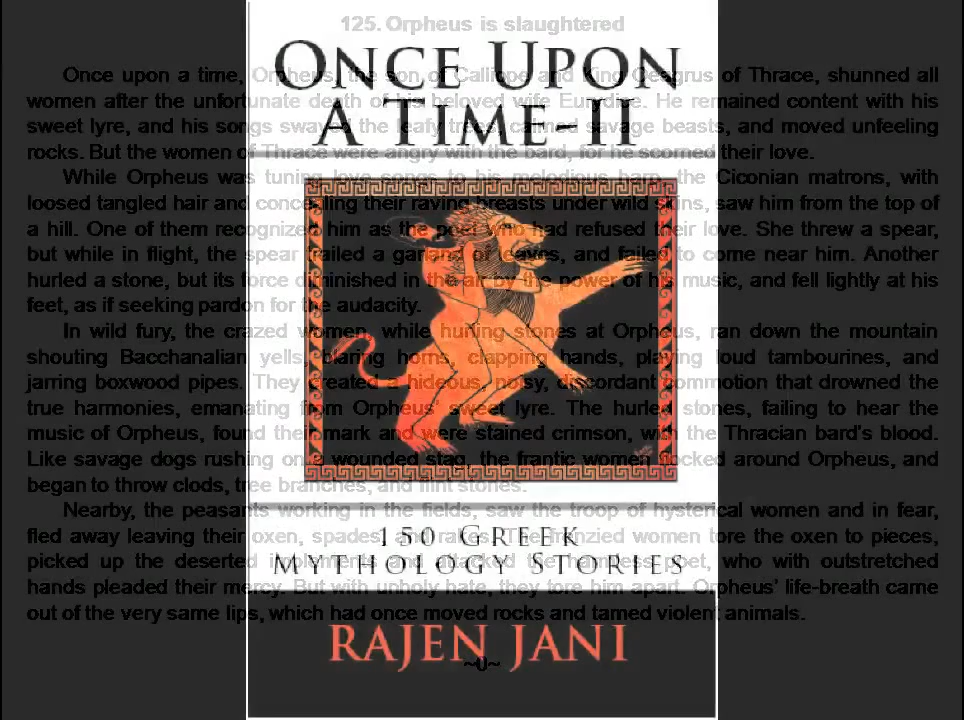 125. Orpheus is slaughtered
ONCE UPON
A TIME-II
Once upon a time, Orpheus, the son of Calliope and King Oeagrus of Thrace, shunned all
women after the unfortunate death of his beloved wife Eurydice. He remained content with his
sweet lyre, and his songs swayed the leafy trees, calmed savage beasts, and moved unfeeling
rocks. But the women of Thrace were angry with the bard, for he scorned their love.
While Orpheus was tuning love songs to his melodious harp, the Ciconian matrons, with
loosed tangled hair and concealing their raving breasts under wild skins, saw him from the top of
a hill. One of them recognized him as the poet who had refused their love. She threw a spear,
but while in flight, the spear trailed a garland of leaves, and failed to come near him. Another
hurled a stone, but its force diminished in the air by the power of his music, and fell lightly at his
feet, as if seeking pardon for the audacity.
In wild fury, the crazed women, while hurling stones at Orpheus, ran down the mountain
shouting Bacchanalian yells, blaring horns, clapping hands, playing loud tambourines, and
jarring boxwood pipes. They created a hideous, noisy, discordant commotion that drowned the
true harmonies, emanating from Orpheus' sweet lyre. The hurled stones, failing to hear the
music of Orpheus, found their mark and were stained crimson, with the Thracian bard's blood.
Like savage dogs rushing on a wounded stag, the frantic women flocked around Orpheus, and
began to throw clods, tree branches, and flint stones.
Nearby, the peasants working in the fields, saw the troop of hysterical women and in fear,
fled away leaving their oxen, spades, and rakes. The frenzied women tore the oxen to pieces,
picked up the deserted implements and attacked the poet, who with outstretched
hands pleaded their mercy. But with unholy hate, they tore him apart. Orpheus' life-breath came
out of the very same lips, which had once moved rocks and tamed violent animals.
150 GREEK
MYTHOLOGY STORIES
RAJEN JANI
~0~